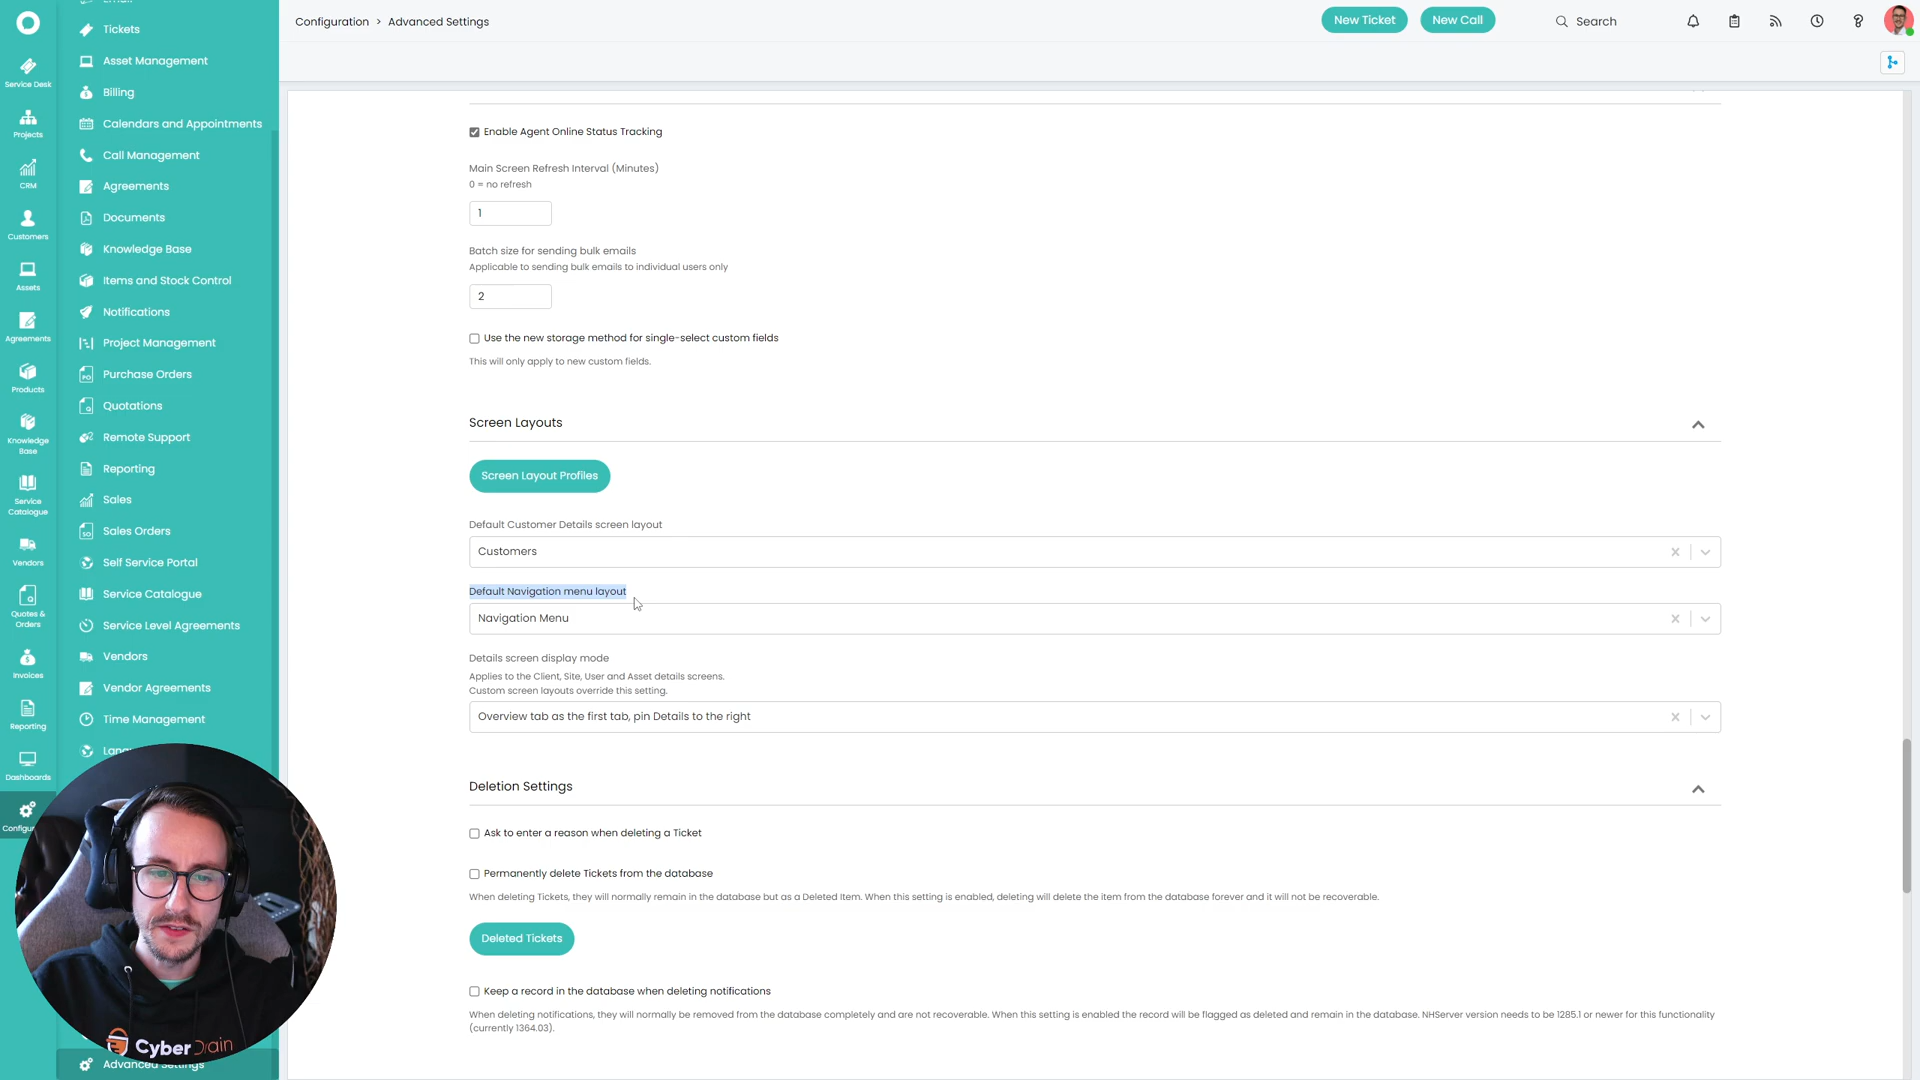 Configuration > Advanced Settings
New Ticket
New Call
Search
Service Desk
Projects
CRM
Customers
Assets
Agreements
Products
Knowledge
Base
Service
Catalogue
Vendors
Quotes &
Orders
Invoices
Reporting
Dashboards
Tickets
Asset Management
Billing
Calendars and Appointments
Call Management
Agreements
Documents
Knowledge Base
Items and Stock Control
Notifications
Project Management
Purchase Orders
Quotations
Remote Support
Reporting
Sales
Sales Orders
Self Service Portal
Service Catalogue
Service Level Agreements
Vendors
Vendor Agreements
Time Management
Advanced Settings
Enable Agent Online Status Tracking
Main Screen Refresh Interval (Minutes)
0 = no refresh
1
Batch size for sending bulk emails
Applicable to sending bulk emails to individual users only
2
Use the new storage method for single-select custom fields
This will only apply to new custom fields.
Screen Layouts
Screen Layout Profiles
Default Customer Details screen layout
Customers
Default Navigation menu layout
Navigation Menu
Details screen display mode
Applies to the Client, Site, User and Asset details screens.
Custom screen layouts override this setting.
Overview tab as the first tab, pin Details to the right
Deletion Settings
Ask to enter a reason when deleting a Ticket
Permanently delete Tickets from the database
When deleting Tickets, they will normally remain in the database but as a Deleted Item. When this setting is enabled, deleting will delete the item from the database forever and it will not be recoverable.
Deleted Tickets
Keep a record in the database when deleting notifications
When deleting notifications, they will normally be removed from the database completely and are not recoverable. When this setting is enabled the record will be flagged as deleted and remain in the database. NHServer version needs to be 1285.1 or newer for this functionality
(currently 1364.03).
CyberDrain